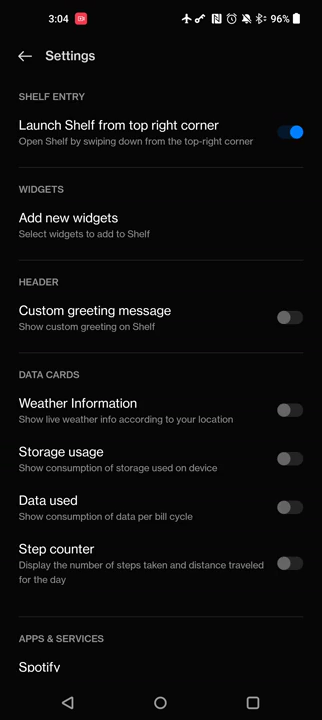 3:04
96%
Settings
SHELF ENTRY
Launch Shelf from top right corner
Open Shelf by swiping down from the top-right corner
WIDGETS
Add new widgets
Select widgets to add to Shelf
HEADER
Custom greeting message
Show custom greeting on Shelf
DATA CARDS
Weather Information
Show live weather info according to your location
Storage usage
Show consumption of storage used on device
Data used
Show consumption of data per bill cycle
Step counter
Display the number of steps taken and distance traveled
for the day
APPS & SERVICES
Spotify